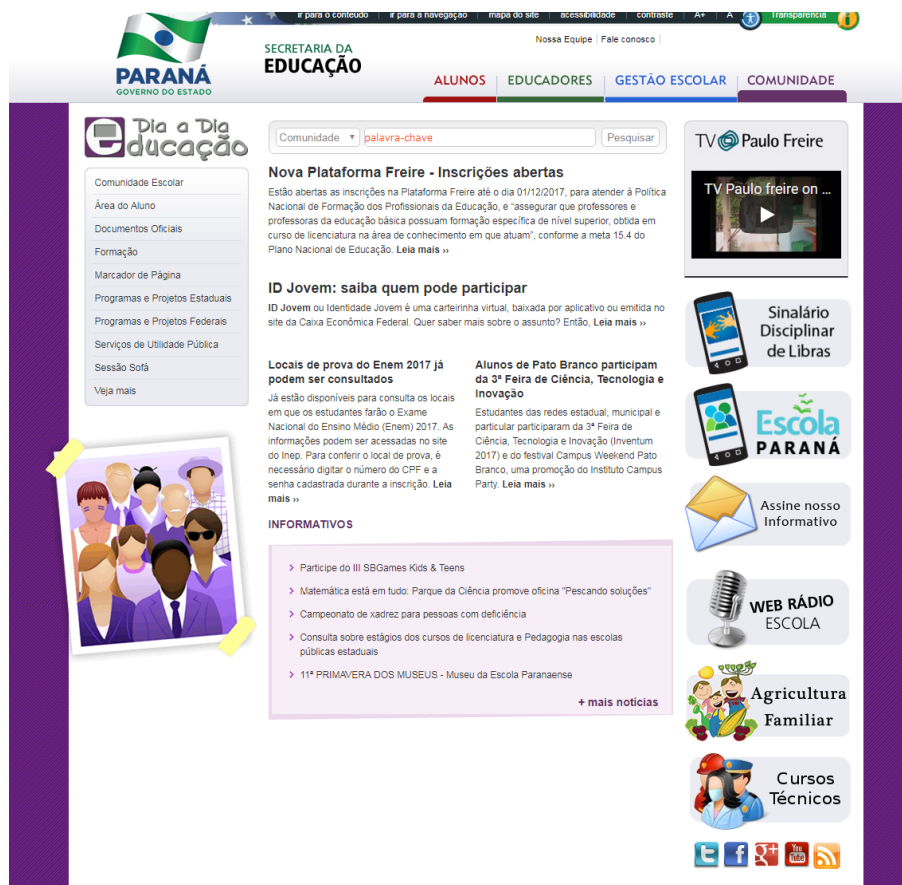 ir para o conteúdo | ir para a navegação | mapa do site | acessibilidade | contraste | A+ | A Transparência
Nossa Equipe | Fale conosco |
PARANÁ
GOVERNO DO ESTADO
SECRETARIA DA
EDUCAÇÃO
ALUNOS | EDUCADORES | GESTÃO ESCOLAR | COMUNIDADE
Dia a Dia
educação
Comunidade Escolar
Área do Aluno
Documentos Oficiais
Formação
Marcador de Página
Programas e Projetos Estaduais
Programas e Projetos Federais
Serviços de Utilidade Pública
Sessão Sofá
Veja mais
Comunidade palavra-chave Pesquisar
Nova Plataforma Freire - Inscrições abertas
Estão abertas as inscrições na Plataforma Freire até o dia 01/12/2017, para atender à Política
Nacional de Formação dos Profissionais da Educação, e “assegurar que professores e
professoras da educação básica possuam formação específica de nível superior, obtida em
curso de licenciatura na área de conhecimento em que atuam”, conforme a meta 15.4 do
Plano Nacional de Educação. Leia mais ››
ID Jovem: saiba quem pode participar
ID Jovem ou Identidade Jovem é uma carteirinha virtual, baixada por aplicativo ou emitida no
site da Caixa Econômica Federal. Quer saber mais sobre o assunto? Então, Leia mais ››
Locais de prova do Enem 2017 já
podem ser consultados
Já estão disponíveis para consulta os locais
em que os estudantes farão o Exame
Nacional do Ensino Médio (Enem) 2017. As
informações podem ser acessadas no site
do Inep. Para conferir o local de prova, é
necessário digitar o número do CPF e a
senha cadastrada durante a inscrição. Leia
mais ››
Alunos de Pato Branco participam
da 3ª Feira de Ciência, Tecnologia e
Inovação
Estudantes das redes estadual, municipal e
particular participaram da 3ª Feira de
Ciência, Tecnologia e Inovação (Inventum
2017) e do festival Campus Weekend Pato
Branco, uma promoção do Instituto Campus
Party. Leia mais ››
INFORMATIVOS
Participe do III SBGames Kids & Teens
Matemática está em tudo: Parque da Ciência promove oficina "Pescando soluções"
Campeonato de xadrez para pessoas com deficiência
Consulta sobre estágios dos cursos de licenciatura e Pedagogia nas escolas
públicas estaduais
11ª PRIMAVERA DOS MUSEUS - Museu da Escola Paranaense
+ mais notícias
TV Paulo Freire
TV Paulo freire on ...
Sinalário
Disciplinar
de Libras
Escola
PARANÁ
Assine nosso
Informativo
WEB RÁDIO
ESCOLA
Agricultura
Familiar
Cursos
Técnicos
You
Tube